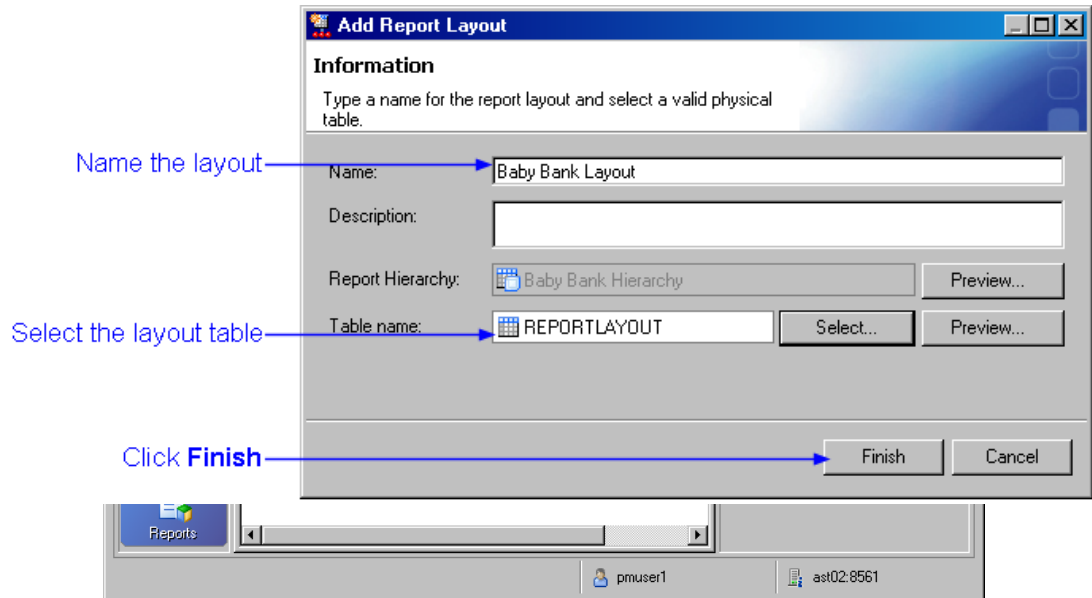 Add Report Layout
Information
Type a name for the report layout and select a valid physical
table.
Name the layout
Name:
Baby Bank Layout
Description:
Report Hierarchy:
Baby Bank Hierarchy
Preview...
Select the layout table
Table name:
REPORTLAYOUT
Select...
Preview...
Click Finish
Finish
Cancel
Reports
pmuser1
ast02:8561